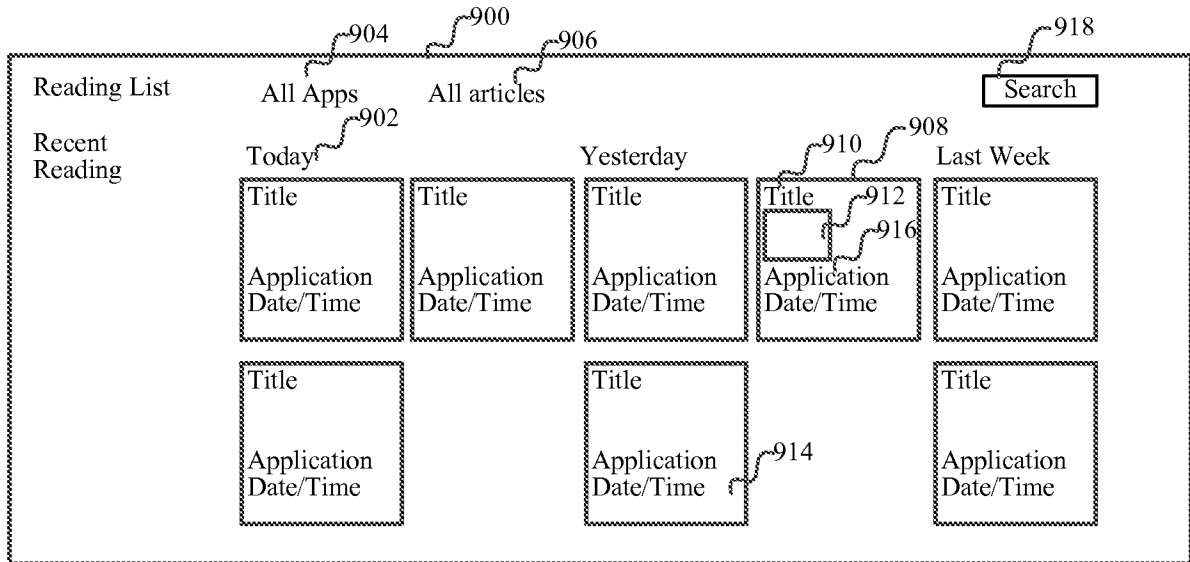 904
900
906
918
Reading List
All Apps
All articles
Search
Recent
Reading
902
Today
Yesterday
910
908
Last Week
Title
Title
Title
Title
912
Title
916
Application
Date/Time
Application
Date/Time
Application
Date/Time
Application
Date/Time
Application
Date/Time
Title
Title
Title
Application
Date/Time
Application
Date/Time
914
Application
Date/Time